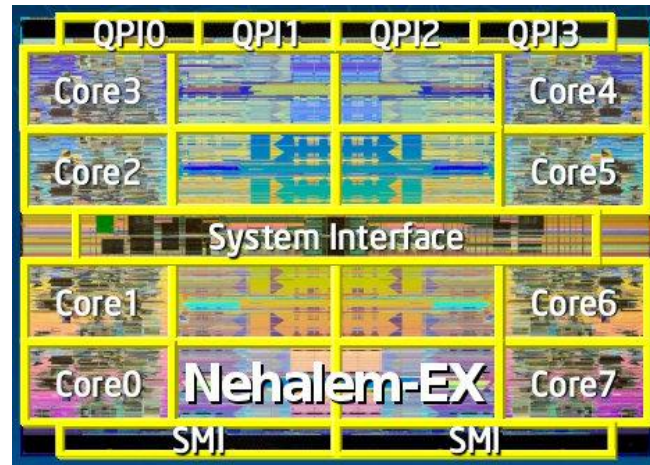 QPI0 QPI1 QPI2 QPI3
Core3 Core4
Core2 Core5
System Interface
Core1 Core6
Core0 Nehalem-EX Core7
SMI SMI